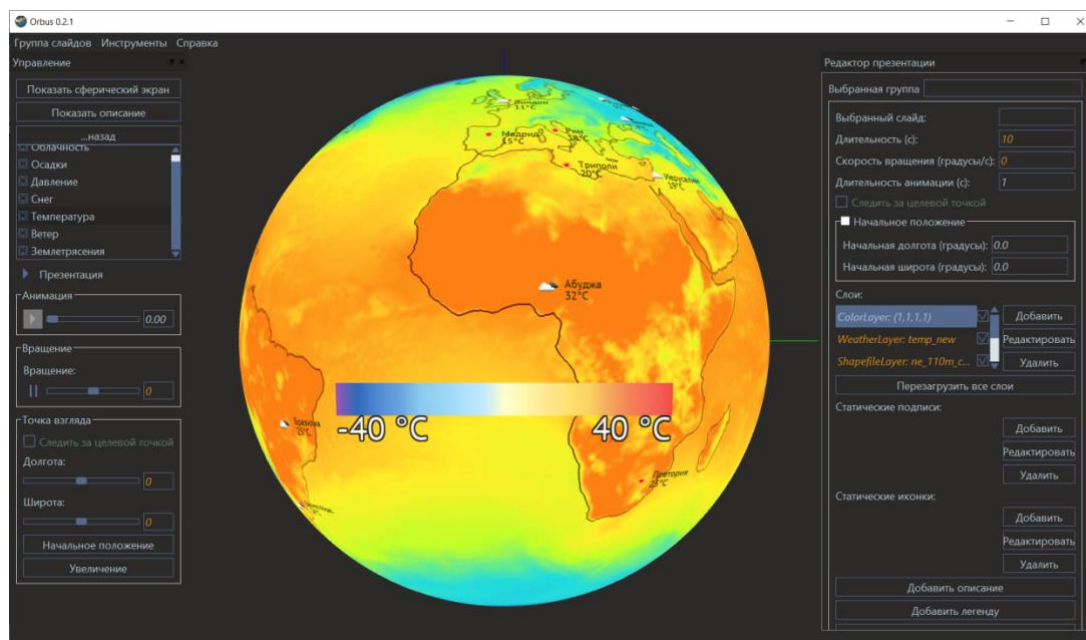 Orbus 0.2.1
Группа слайдов Инструменты Справка
Управление
Показать сферический экран
Показать описание
...назад
Облачность
Осадки
Давление
Снег
Температура
Ветер
Землетрясения
Презентация
Анимация
0.00
Вращение
Вращение:
0
Точка взгляда
Следить за целевой точкой
Долгота:
0
Широта:
0
Начальное положение
Увеличение
11°C
Мадрид
15°C
Рим
18°C
Триполи
20°C
19°C
Абуджа
32°C
-40 °C
40 °C
Претория
Редактор презентации
Выбранная группа
Выбранный слайд:
Длительность (с): 10
Скорость вращения (градусы/с): 0
Длительность анимации (с): 1
Следить за целевой точкой
Начальное положение
Начальная долгота (градусы): 0.0
Начальная широта (градусы): 0.0
Слои:
ColorLayer: (1,1,1,1)
WeatherLayer: temp_new
ShapefileLayer: ne_110m_c...
Добавить
Редактировать
Удалить
Перезагрузить все слои
Статические подписи:
Добавить
Редактировать
Удалить
Статические иконки:
Добавить
Редактировать
Удалить
Добавить описание
Добавить легенду